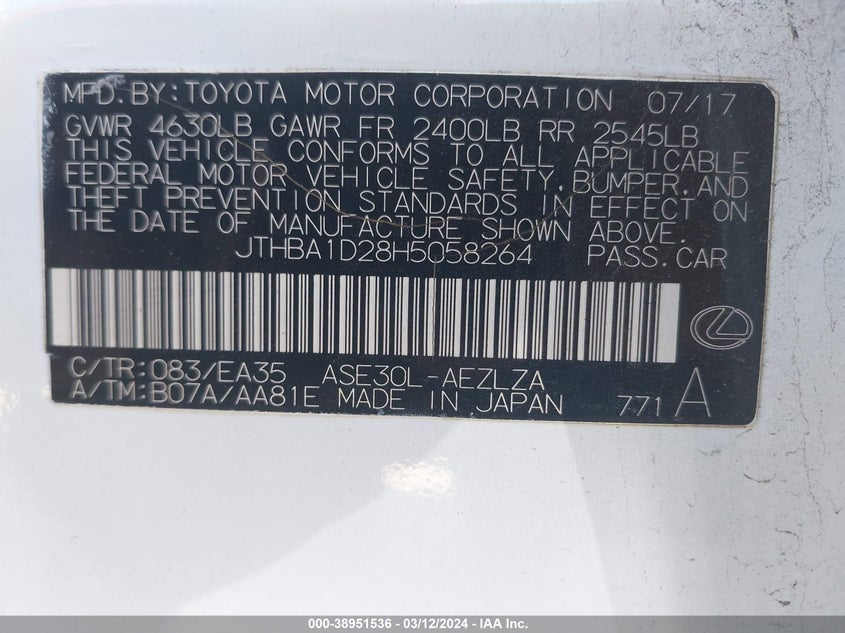 MFD.BY:TOYOTA MOTOR CORPORATION 07/17
GVWR 4630LB GAWR FR 2400LB RR 2545LB
THIS VEHICLE CONFORMS TO ALL APPLICABLE
FEDERAL MOTOR VEHICLE SAFETY,BUMPER,AND
THEFT PREVENTION STANDARDS IN EFFECT ON
THE DATE OF MANUFACTURE SHOWN ABOVE.
JTHBA1D28H5058264 PASS.CAR
C/TR:083/EA35 ASE30L-AEZLZA
A/TM:B07A/AA81E MADE IN JAPAN 771 A
000-38951536 - 03/12/2024 - IAA Inc.